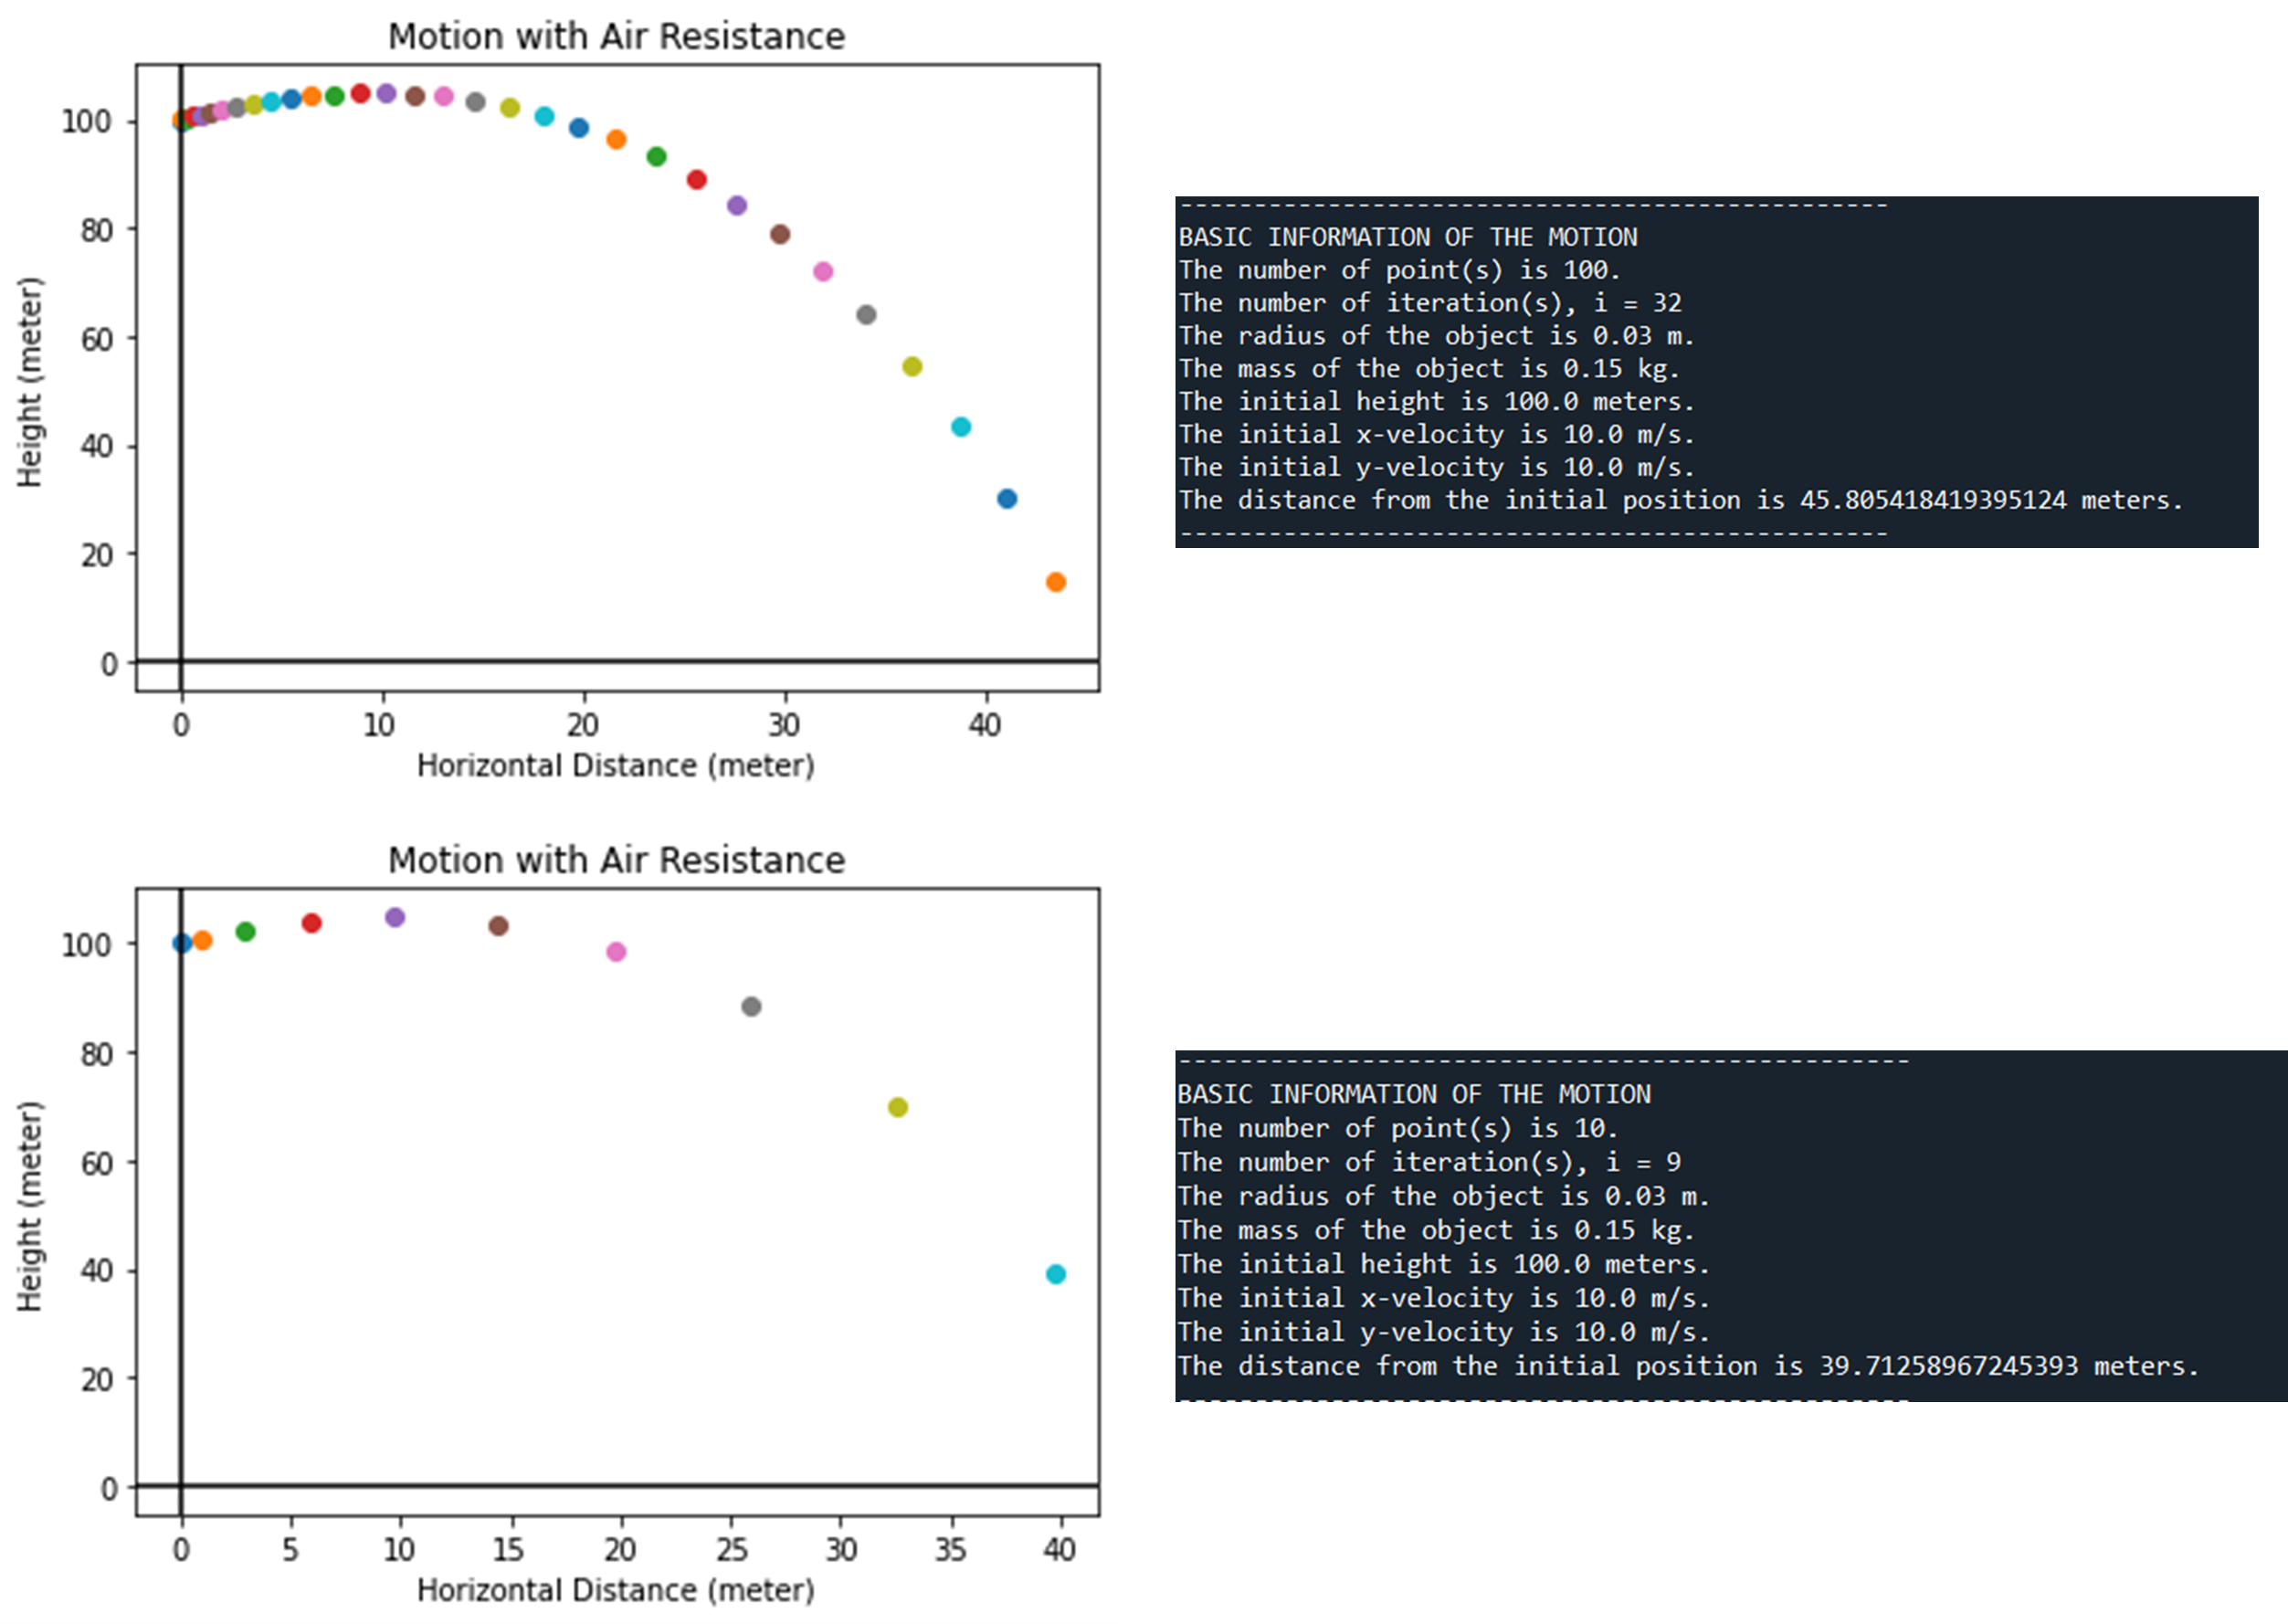 Motion with Air Resistance
100
80
60
40
20
0
Height (meter)
0 10 20 30 40
Horizontal Distance (meter)
------------------------------------------------
BASIC INFORMATION OF THE MOTION
The number of point(s) is 100.
The number of iteration(s), i = 32
The radius of the object is 0.03 m.
The mass of the object is 0.15 kg.
The initial height is 100.0 meters.
The initial x-velocity is 10.0 m/s.
The initial y-velocity is 10.0 m/s.
The distance from the initial position is 45.805418419395124 meters.
------------------------------------------------
Motion with Air Resistance
100
80
60
40
20
0
Height (meter)
0 5 10 15 20 25 30 35 40
Horizontal Distance (meter)
------------------------------------------------
BASIC INFORMATION OF THE MOTION
The number of point(s) is 10.
The number of iteration(s), i = 9
The radius of the object is 0.03 m.
The mass of the object is 0.15 kg.
The initial height is 100.0 meters.
The initial x-velocity is 10.0 m/s.
The initial y-velocity is 10.0 m/s.
The distance from the initial position is 39.71258967245393 meters.
------------------------------------------------